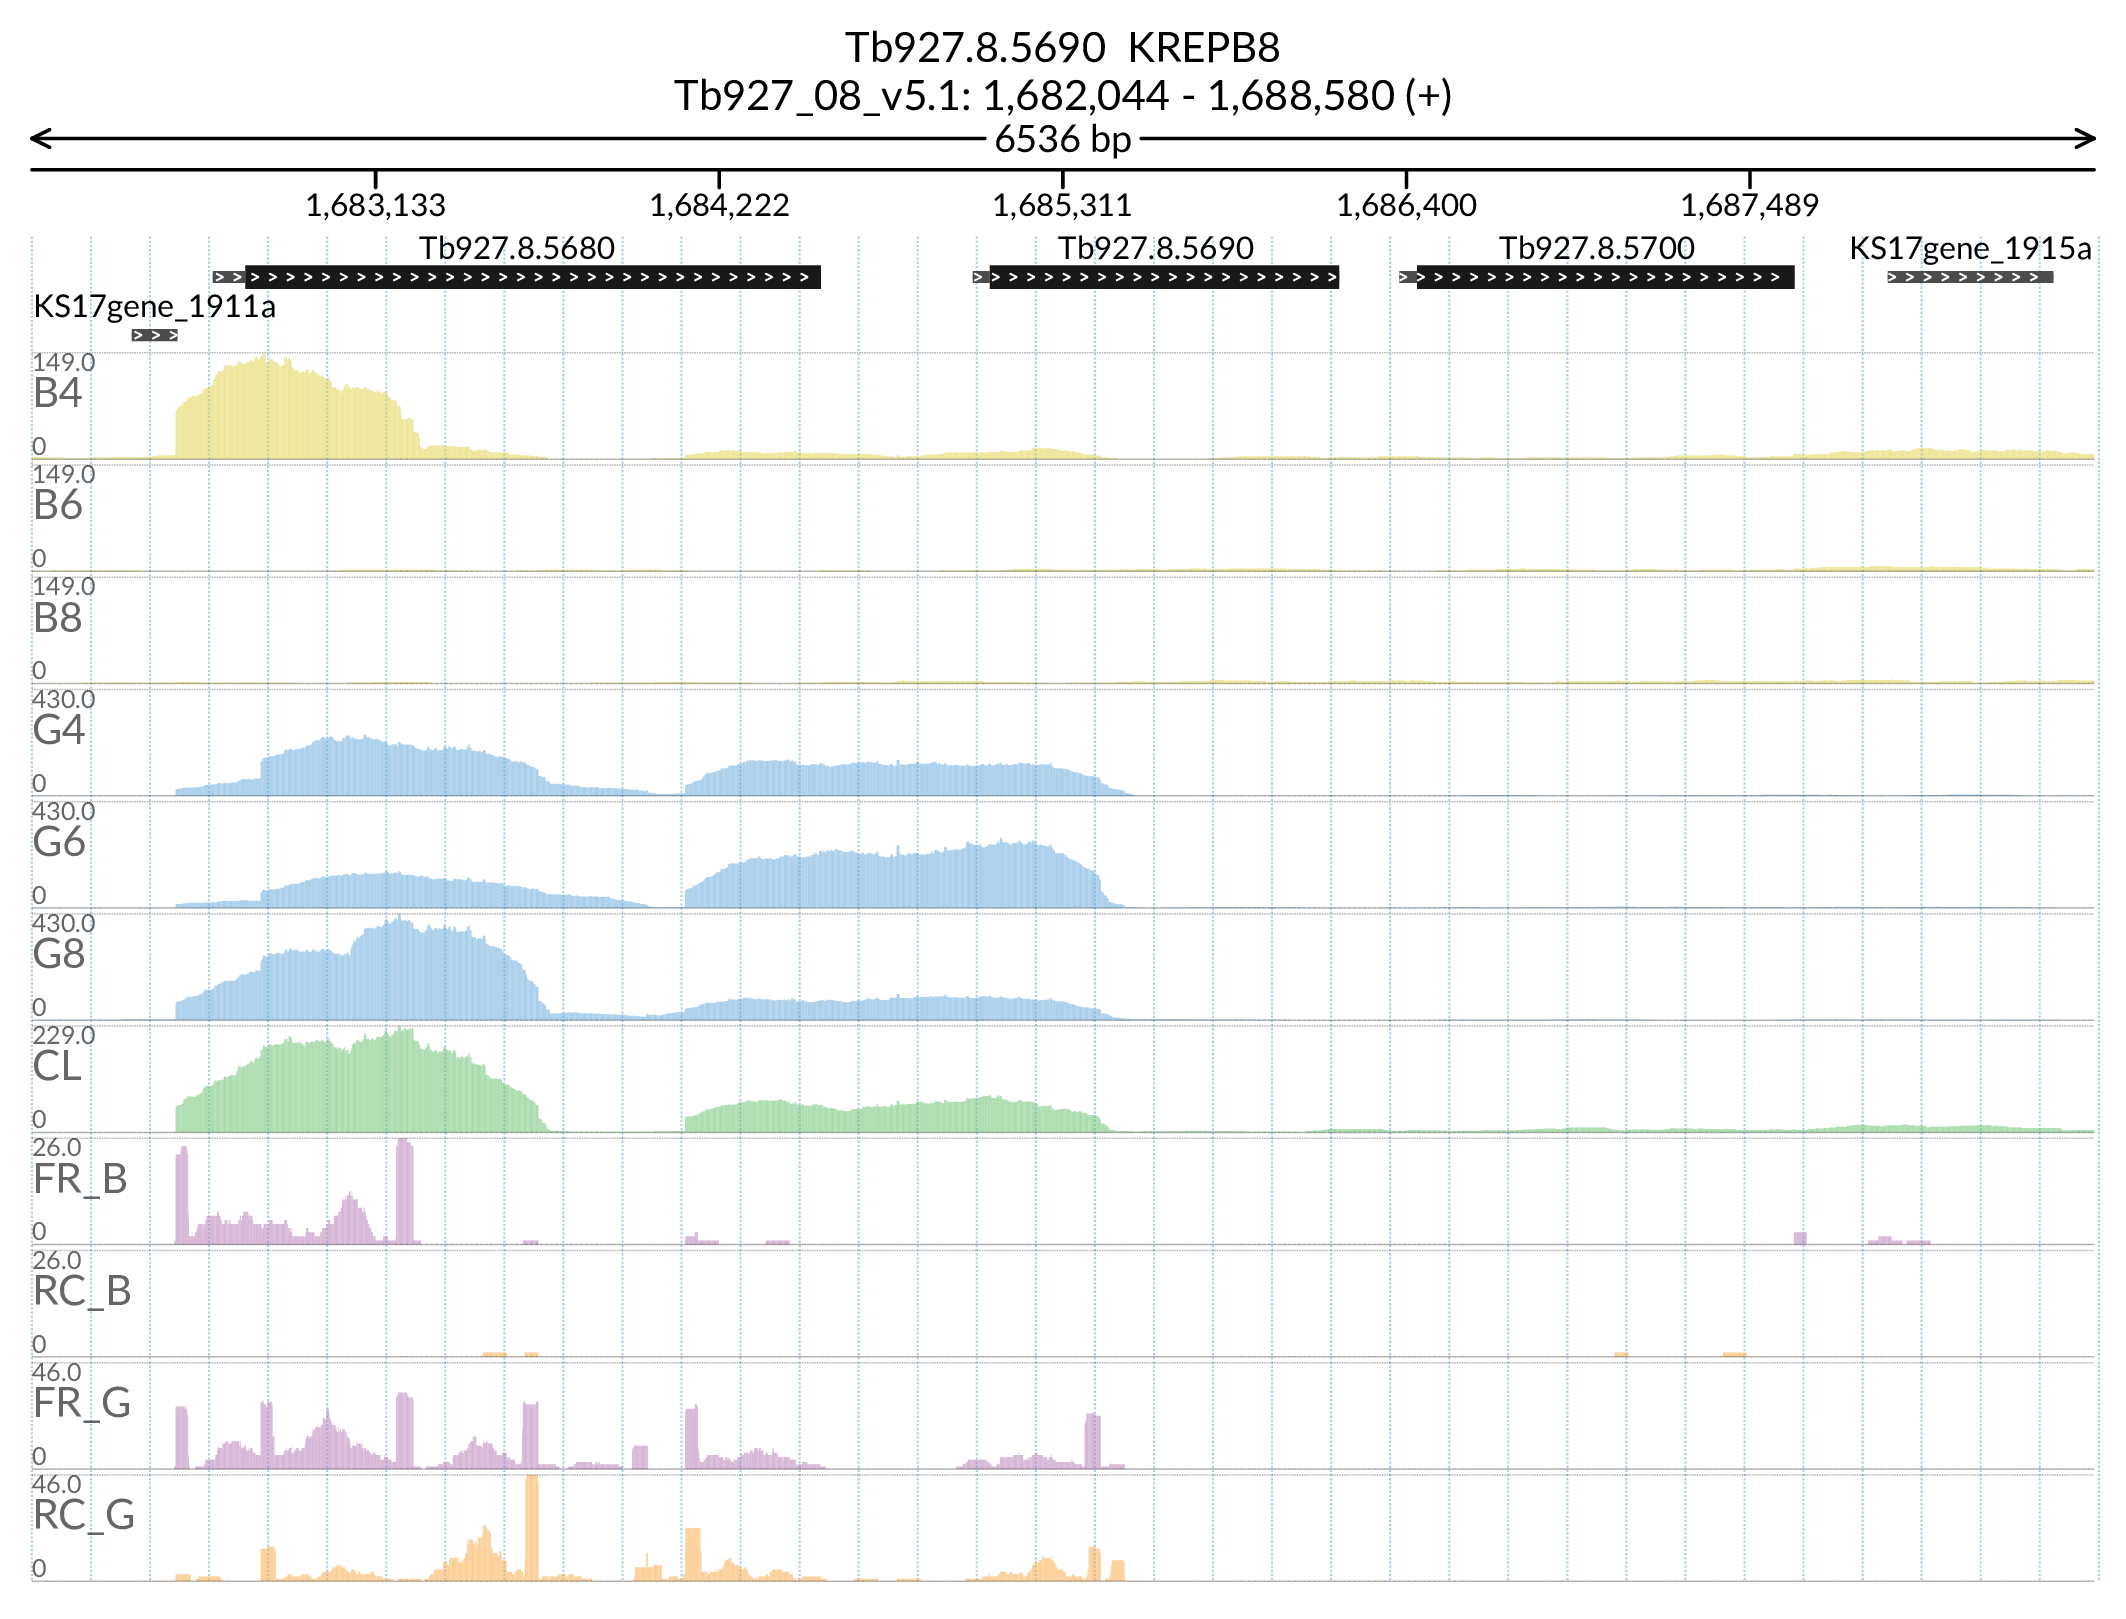 Tb927.8.5690 KREPB8
Tb927_08_v5.1: 1,682,044 - 1,688,580 (+)
6536 bp
1,683,133 1,684,222 1,685,311 1,686,400 1,687,489
Tb927.8.5680 Tb927.8.5690 Tb927.8.5700 KS17gene_1915a
KS17gene_1911a
149.0
B4
0
149.0
B6
0
149.0
B8
0
430.0
G4
0
430.0
G6
0
430.0
G8
0
229.0
CL
0
26.0
FR_B
0
26.0
RC_B
0
46.0
FR_G
0
46.0
RC_G
0